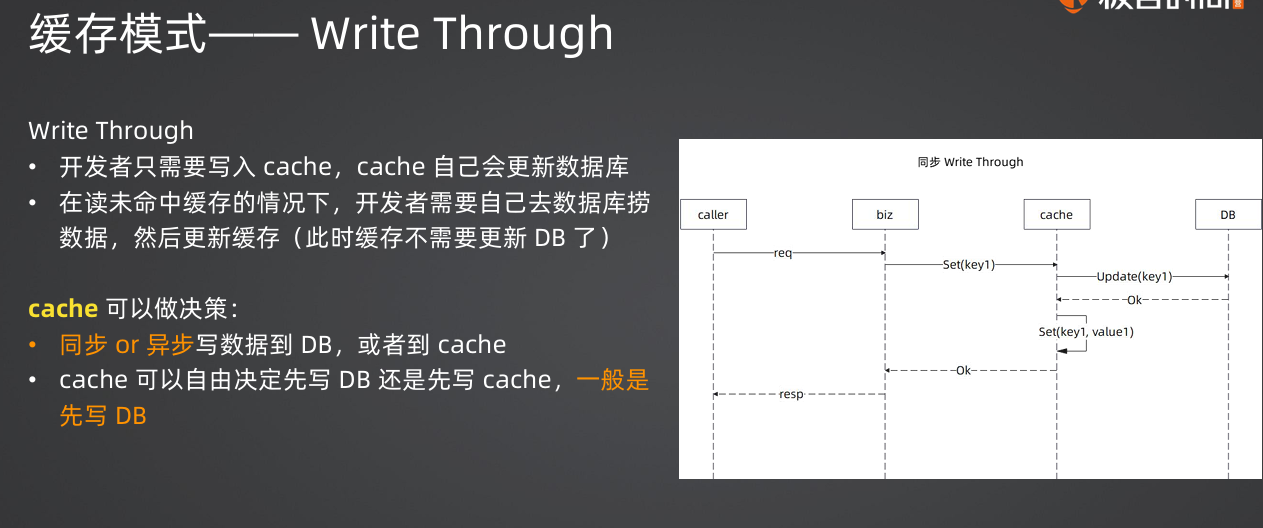 缓存模式—— Write Through
Write Through
• 开发者只需要写入 cache，cache 自己会更新数据库
• 在读未命中缓存的情况下，开发者需要自己去数据库捞
数据，然后更新缓存（此时缓存不需要更新 DB 了）
cache 可以做决策：
• 同步 or 异步写数据到 DB，或者到 cache
• cache 可以自由决定先写 DB 还是先写 cache，一般是
先写 DB
同步 Write Through
caller
biz
cache
DB
req
Set(key1)
Update(key1)
Ok
Set(key1, value1)
Ok
resp